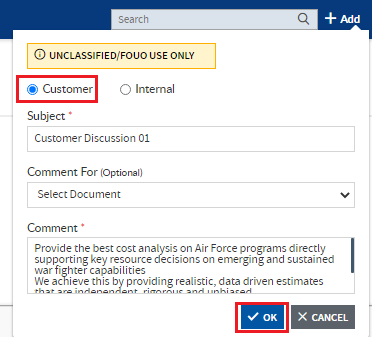 Search
+ Add
UNCLASSIFIED/FOUO USE ONLY
Customer Internal
Subject *
Customer Discussion 01
Comment For (Optional)
Select Document
Comment *
Provide the best cost analysis on Air Force programs directly
supporting key resource decisions on emerging and sustained
war fighter capabilities
We achieve this by providing realistic, data driven estimates
that are independent, rigorous and unbiased
OK CANCEL